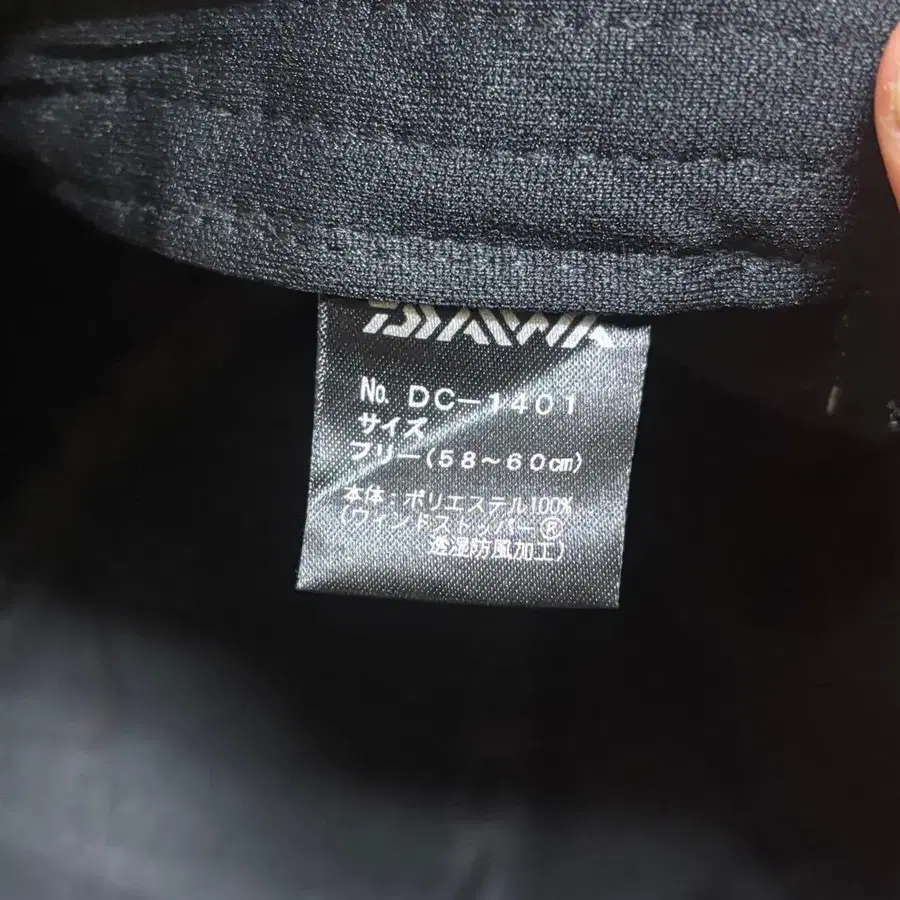 DAIWA
No. DC-1401
サイズ
フリー(58～60cm)
本体:ポリエステル100%
(ウィンドストッパー®
透湿防風加工)